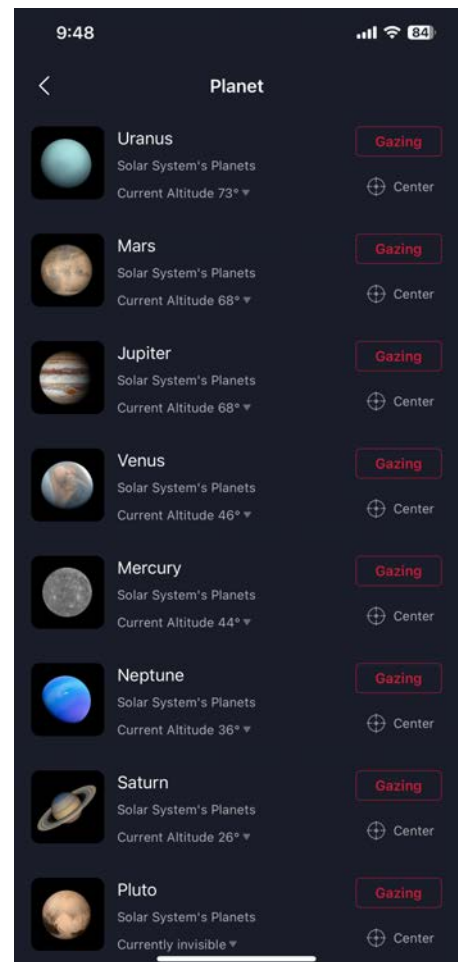 9:48
84
Planet
Uranus
Gazing
Solar System's Planets
Current Altitude 73°▼
Center
Mars
Gazing
Solar System's Planets
Current Altitude 68°▼
Center
Jupiter
Gazing
Solar System's Planets
Current Altitude 68°▼
Center
Venus
Gazing
Solar System's Planets
Current Altitude 46°▼
Center
Mercury
Gazing
Solar System's Planets
Current Altitude 44°▼
Center
Neptune
Gazing
Solar System's Planets
Current Altitude 36°▼
Center
Saturn
Gazing
Solar System's Planets
Current Altitude 26°▼
Center
Pluto
Gazing
Solar System's Planets
Currently invisible▼
Center